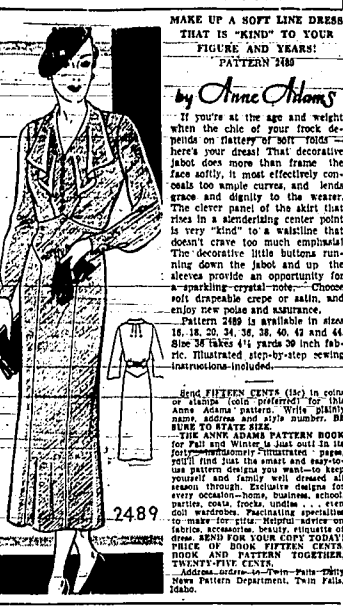 MAKE UP A SOFT LINE DRESS
THAT IS "KIND" TO YOUR
FIGURE AND YEARS!
PATTERN 2489
by Anne Adams
If you're at the age and weight
when the chic of your frock de-
pends on flattery of soft folds —
here's your dress! That decorative
jabot does more than frame the
face softly, it most effectively con-
ceals too ample curves, and lends
grace and dignity to the wearer.
The clever panel of the skirt that
rises in a slenderizing center point
is very "kind" to a waistline that
doesn't crave too much emphasis!
The decorative little buttons run-
ning down the jabot and up the
sleeves provide an opportunity for
a sparkling crystal note. Choose
soft drapeable crepe or satin, and
enjoy new poise and assurance.
Pattern 2489 is available in sizes
16, 18, 20, 34, 36, 38, 40, 42 and 44.
Size 36 takes 4¼ yards 39 inch fab-
ric. Illustrated step-by-step sewing
instructions included.
Send FIFTEEN CENTS (15c) in coins
or stamps (coin preferred) for this
Anne Adams pattern. Write plainly
name, address and style number. BE
SURE TO STATE SIZE.
THE ANNE ADAMS PATTERN BOOK
for Fall and Winter is just out! In its
forty handsomely illustrated pages
you'll find just the smart and easy-to-
use pattern designs you want—to keep
yourself and family well dressed all
season through. Exclusive designs for
every occasion—home, business, school,
parties, coats, frocks, undies . . . even
doll wardrobes. Fascinating specialties
to make for gifts. Helpful advice on
fabrics, accessories, beauty, etiquette of
dress. SEND FOR YOUR COPY TODAY!
PRICE OF BOOK FIFTEEN CENTS.
BOOK AND PATTERN TOGETHER,
TWENTY-FIVE CENTS.
Address orders to Twin Falls Daily
News Pattern Department, Twin Falls,
Idaho.
2489